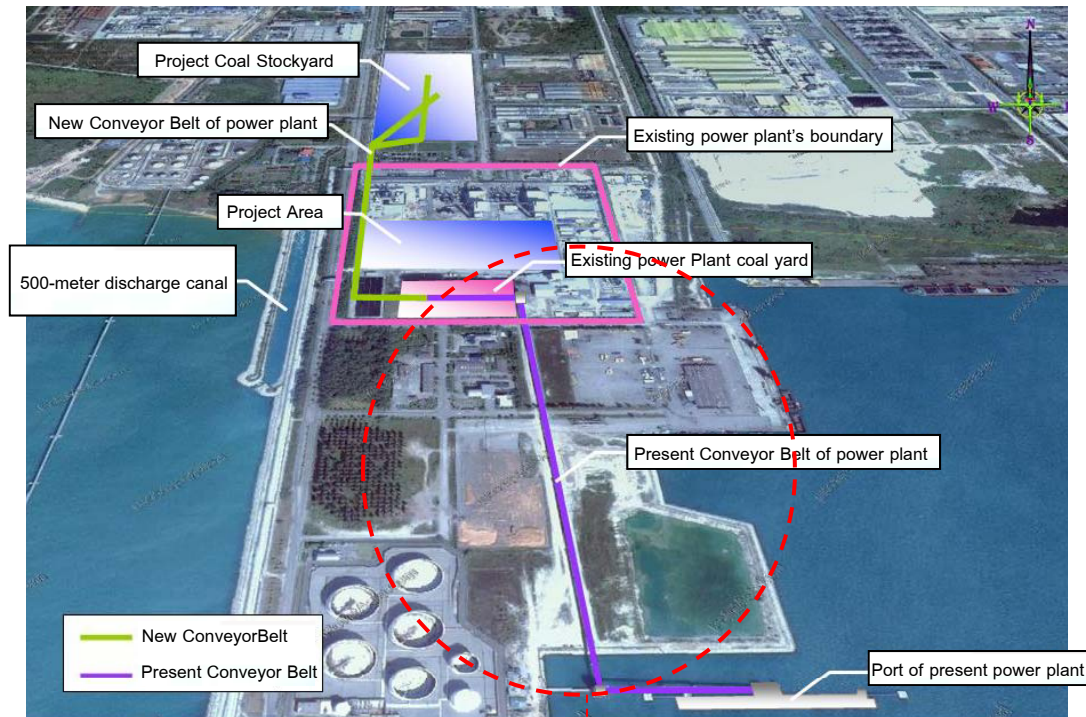 Project Coal Stockyard
N
W
S
New Conveyor Belt of power plant
Existing power plant's boundary
Project Area
Existing power Plant coal yard
500-meter discharge canal
Present Conveyor Belt of power plant
New ConveyorBelt
Present Conveyor Belt
Port of present power plant